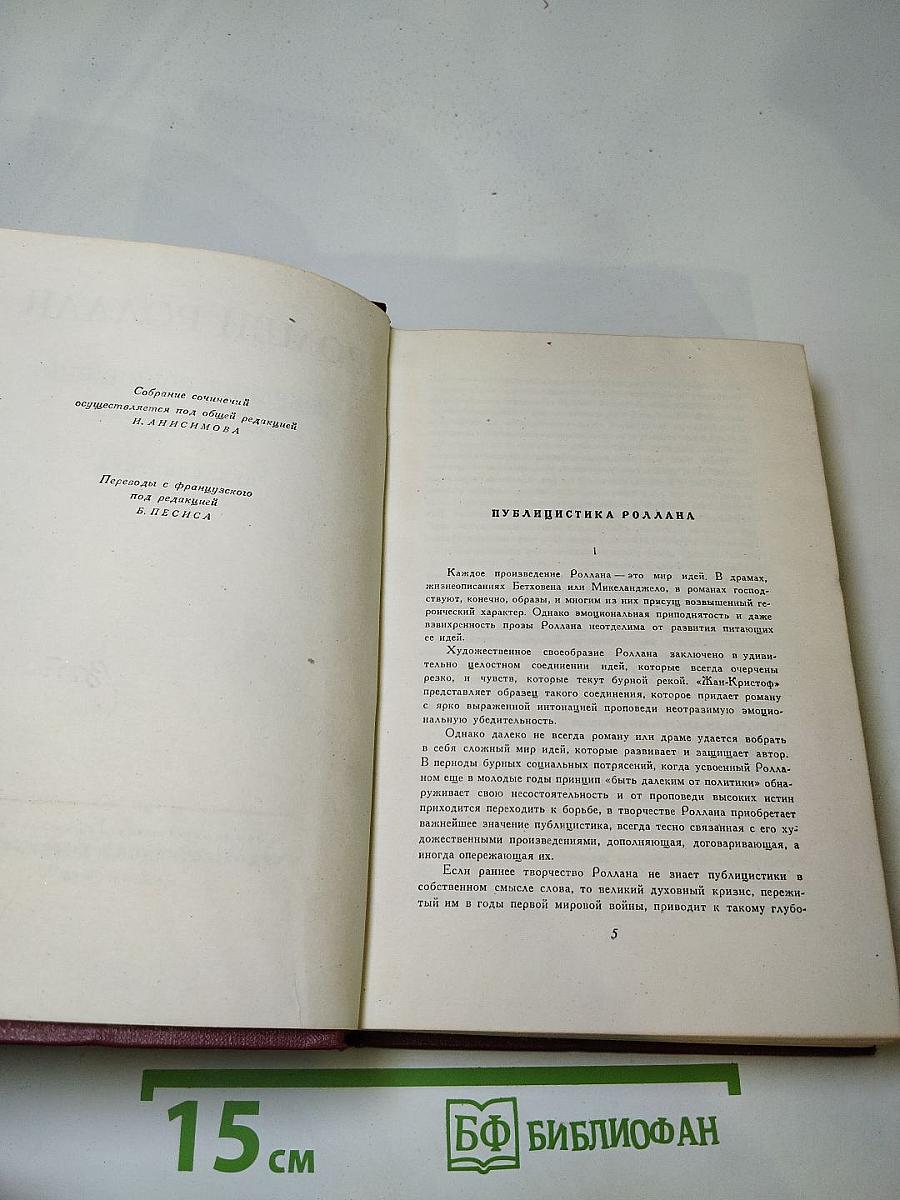 Собрание сочинений
осуществляется под общей редакцией
И. АНИСИМОВА
Переводы с французского
под редакцией
Б. ПЕСИСА
ПУБЛИЦИСТИКА РОЛЛАНА
I
Каждое произведение Роллана — это мир идей. В драмах,
жизнеописаниях Бетховена или Микеланджело, в романах господ-
ствуют, конечно, образы, и многим из них присущ возвышенный ге-
роический характер. Однако эмоциональная приподнятость и даже
взвихренность прозы Роллана неотделима от развития питающих
ее идей.
Художественное своеобразие Роллана заключено в удиви-
тельно целостном соединении идей, которые всегда очерчены
резко, и чувств, которые текут бурной рекой. «Жан-Кристоф»
представляет образец такого соединения, которое придает роману
с ярко выраженной интонацией проповеди неотразимую эмоцио-
нальную убедительность.
Однако далеко не всегда роману или драме удается вобрать
в себя сложный мир идей, которые развивает и защищает автор.
В периоды бурных социальных потрясений, когда усвоенный Ролла-
ном еще в молодые годы принцип «быть далеким от политики» обна-
руживает свою несостоятельность и от проповеди высоких истин
приходится переходить к борьбе, в творчестве Роллана приобретает
важнейшее значение публицистика, всегда тесно связанная с его ху-
дожественными произведениями, дополняющая, договаривающая, а
иногда опережающая их.
Если раннее творчество Роллана не знает публицистики в
собственном смысле слова, то великий духовный кризис, пережи-
тый им в годы первой мировой войны, приводит к такому глубо-
5
15 см
БФ БИБЛИОФАН